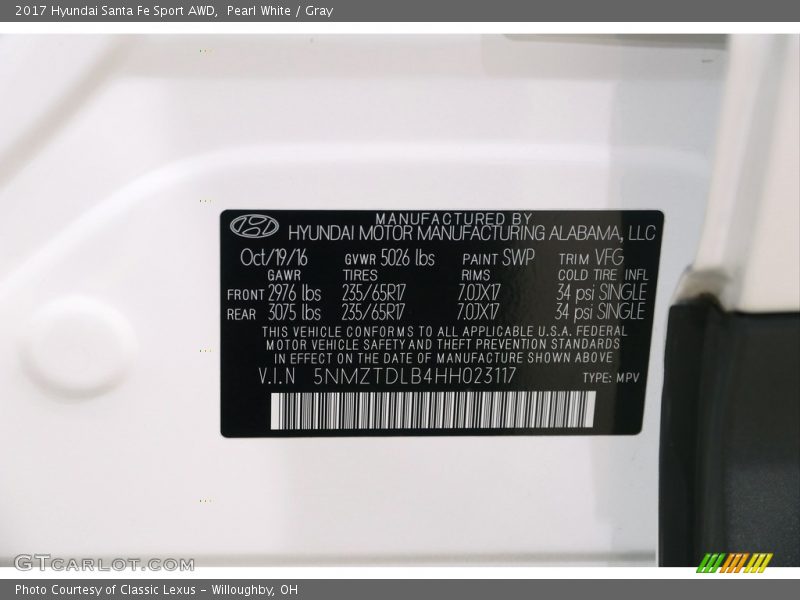 2017 Hyundai Santa Fe Sport AWD,  Pearl White / Gray
MANUFACTURED BY
HYUNDAI MOTOR MANUFACTURING ALABAMA, LLC
Oct/19/16 GVWR 5026 lbs PAINT SWP TRIM VFG
GAWR TIRES RIMS COLD TIRE INFL
FRONT 2976 lbs 235/65R17 7.0JX17 34 psi SINGLE
REAR 3075 lbs 235/65R17 7.0JX17 34 psi SINGLE
THIS VEHICLE CONFORMS TO ALL APPLICABLE U.S.A. FEDERAL
MOTOR VEHICLE SAFETY AND THEFT PREVENTION STANDARDS
IN EFFECT ON THE DATE OF MANUFACTURE SHOWN ABOVE
V.I.N 5NMZTDLB4HH023117 TYPE: MPV
GTCARLOT.COM
Photo Courtesy of Classic Lexus - Willoughby, OH